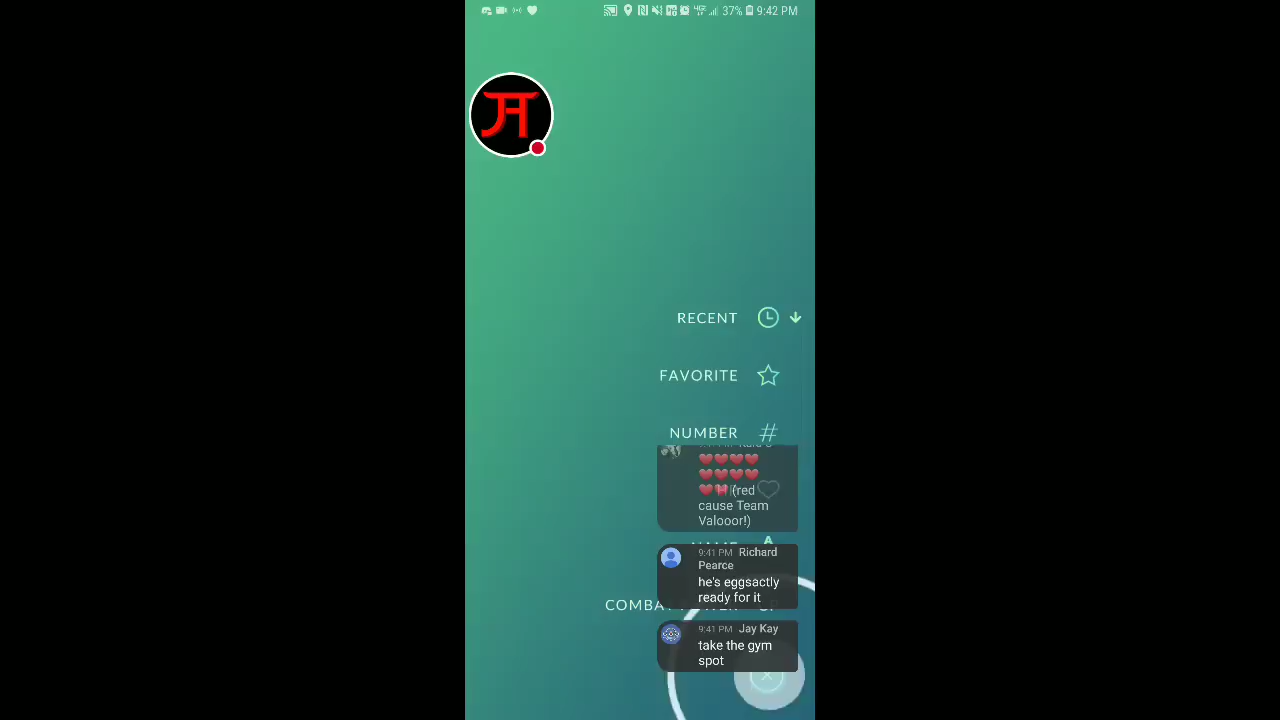 37% 9:42 PM
RECENT
FAVORITE
NUMBER #
❤️❤️❤️❤️
❤️❤️❤️❤️
(red
cause Team
Valooor!)
9:41 PM Richard
Pearce
he's eggsactly
ready for it
9:41 PM Jay Kay
take the gym
spot